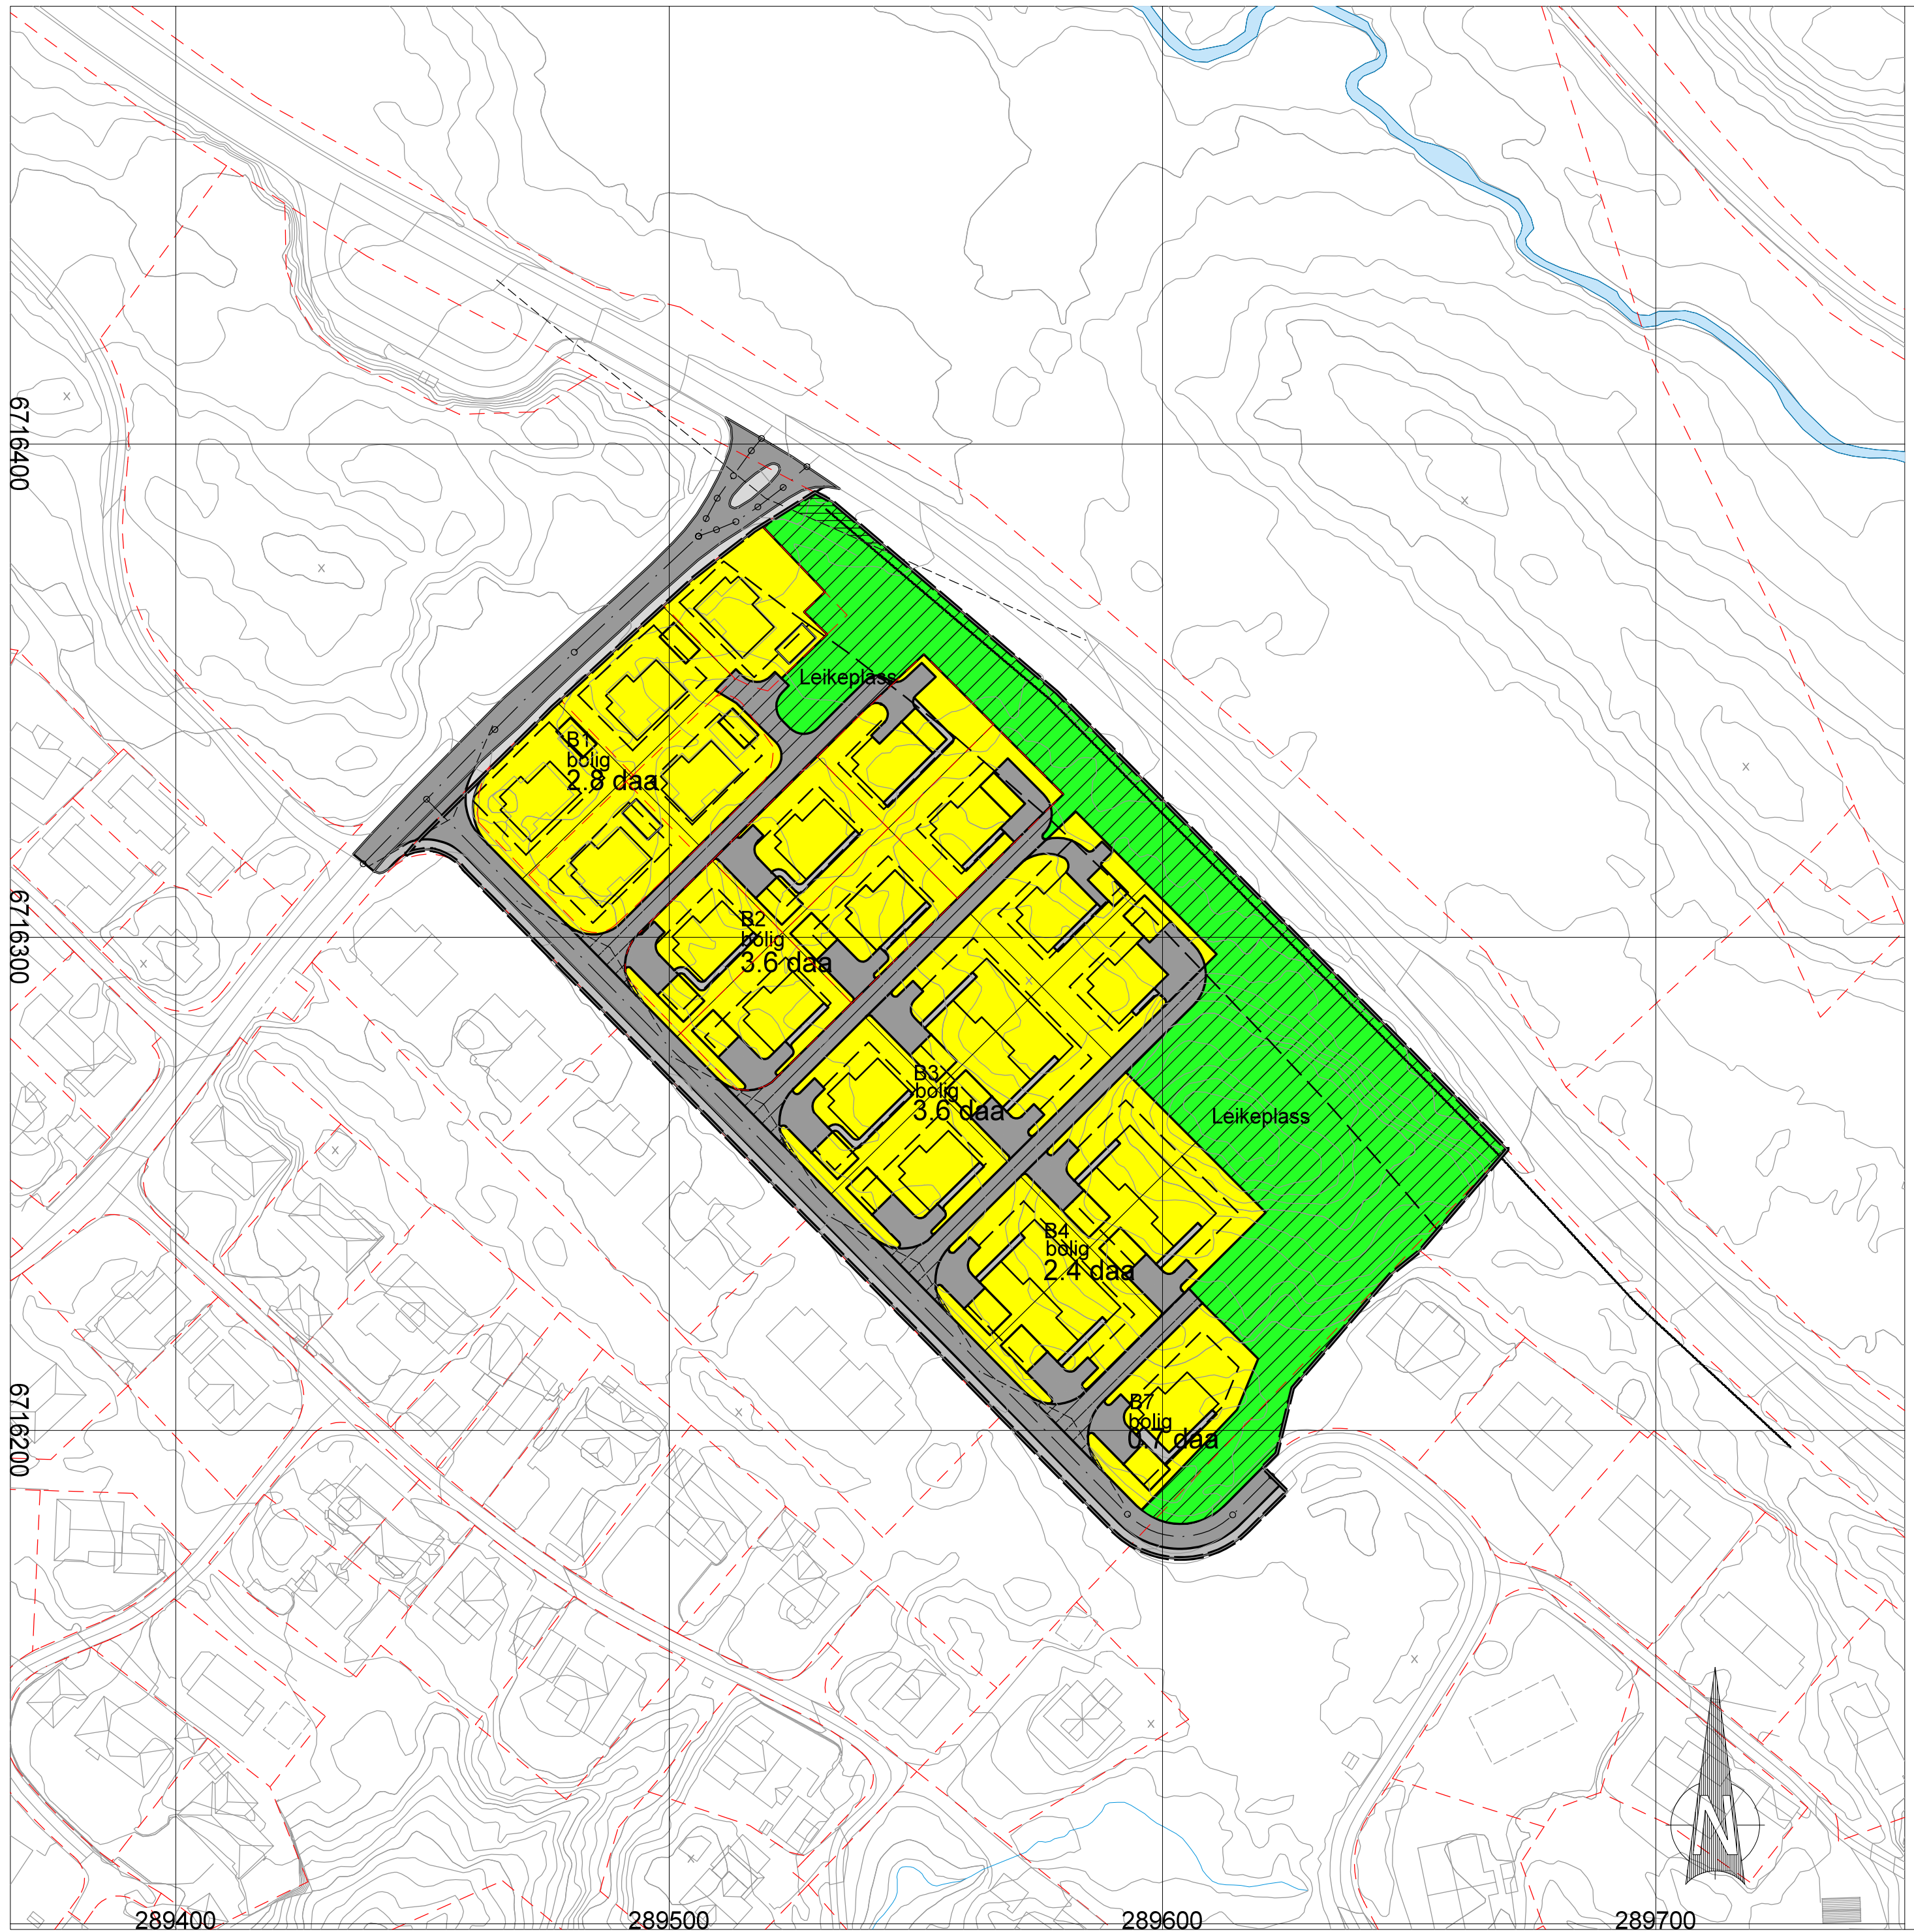 6716400
Leikeplass
B1
bolig
2.8 daa
B2
bolig
3.6 daa
6716300
B3
bolig
3.6 daa
Leikeplass
B4
bolig
2.4 daa
B7
bolig
0.7 daa
6716200
N
289400
289500
289600
289700